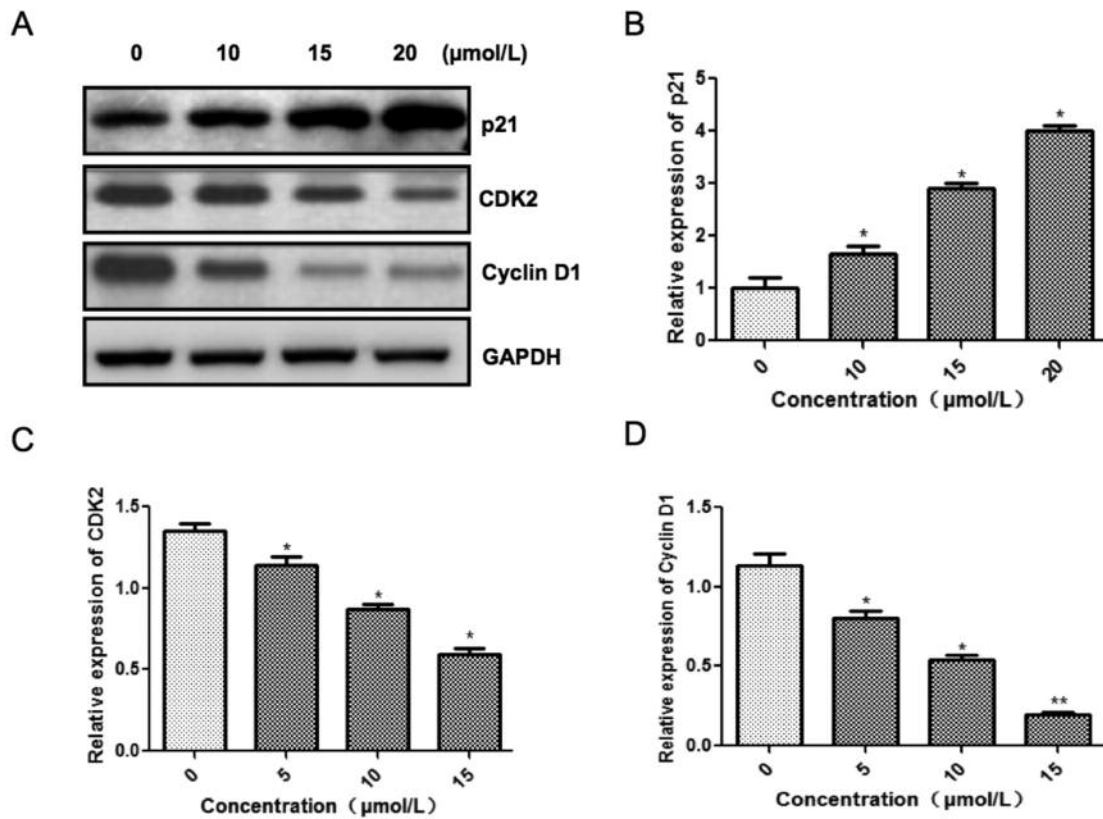 A
0 10 15 20 (μmol/L)
p21
CDK2
Cyclin D1
GAPDH
B
Relative expression of p21
5
4
3
2
1
0
*
*
*
0 10 15 20
Concentration（μmol/L）
C
Relative expression of CDK2
1.5
1.0
0.5
0.0
*
*
*
0 5 10 15
Concentration（μmol/L）
D
Relative expression of Cyclin D1
1.5
1.0
0.5
0.0
*
*
**
0 5 10 15
Concentration（μmol/L）